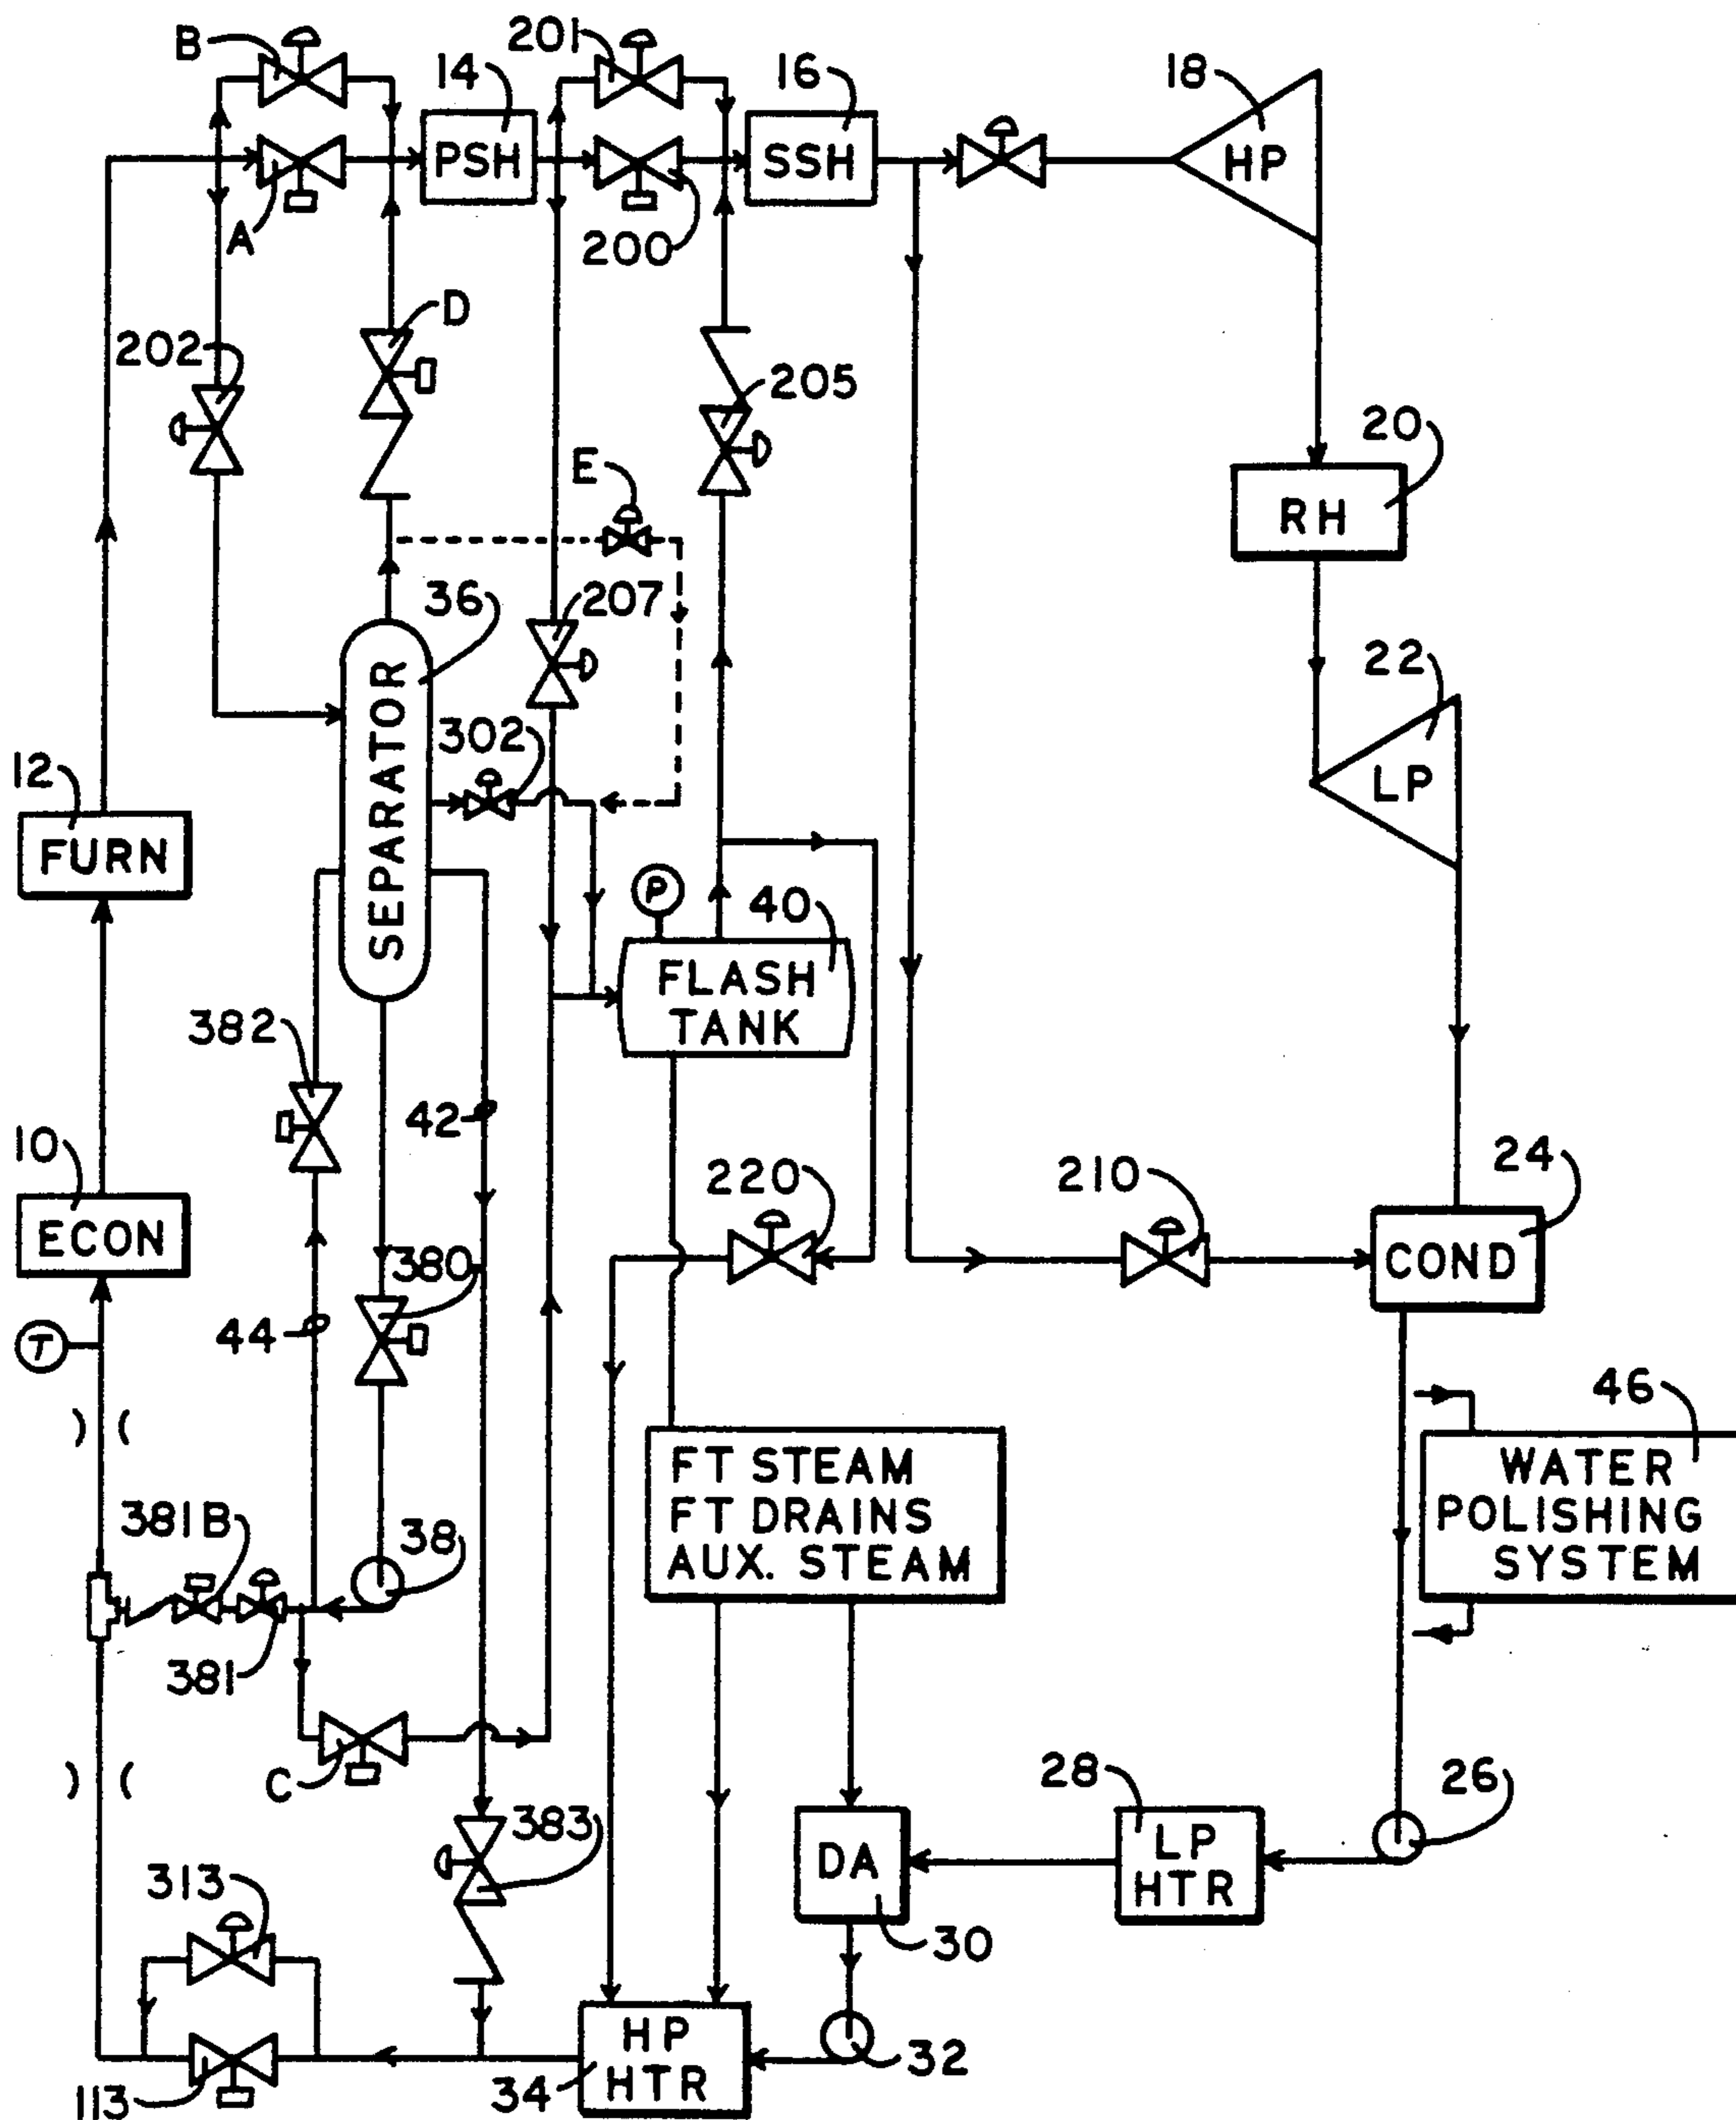 B
201
14
16
18
PSH
SSH
HP
A
200
D
202
205
20
E
RH
36
207
22
SEPARATOR
302
LP
12
FURN
P
40
FLASH
TANK
382
42
10
220
210
24
ECON
380
COND
44
T
46
FT STEAM
FT DRAINS
AUX. STEAM
WATER
POLISHING
SYSTEM
381B
38
381
C
28
26
383
LP
HTR
DA
313
30
HP
HTR
32
34
113